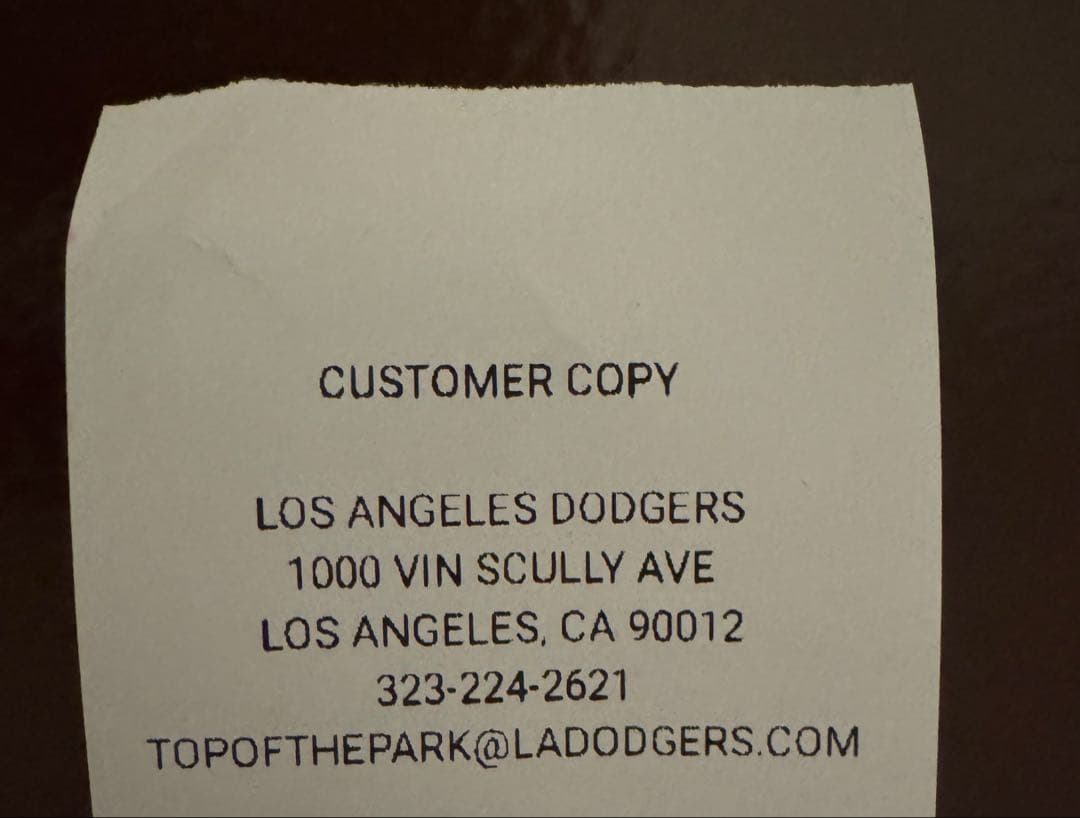 CUSTOMER COPY
LOS ANGELES DODGERS
1000 VIN SCULLY AVE
LOS ANGELES, CA 90012
323-224-2621
TOPOFTHEPARK@LADODGERS.COM